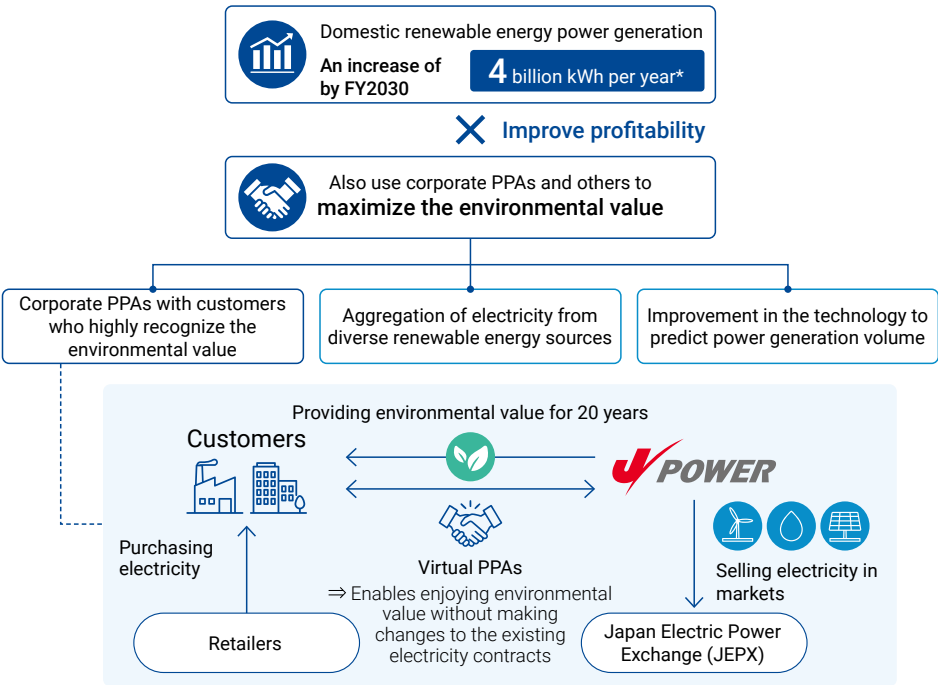 Domestic renewable energy power generation
An increase of
by FY2030
4 billion kWh per year*
Improve profitability
Also use corporate PPAs and others to
maximize the environmental value
Corporate PPAs with customers
who highly recognize the
environmental value
Aggregation of electricity from
diverse renewable energy sources
Improvement in the technology to
predict power generation volume
Providing environmental value for 20 years
Customers
J POWER
Purchasing
electricity
Virtual PPAs
⇒ Enables enjoying environmental
value without making
changes to the existing
electricity contracts
Selling electricity in
markets
Retailers
Japan Electric Power
Exchange (JEPX)